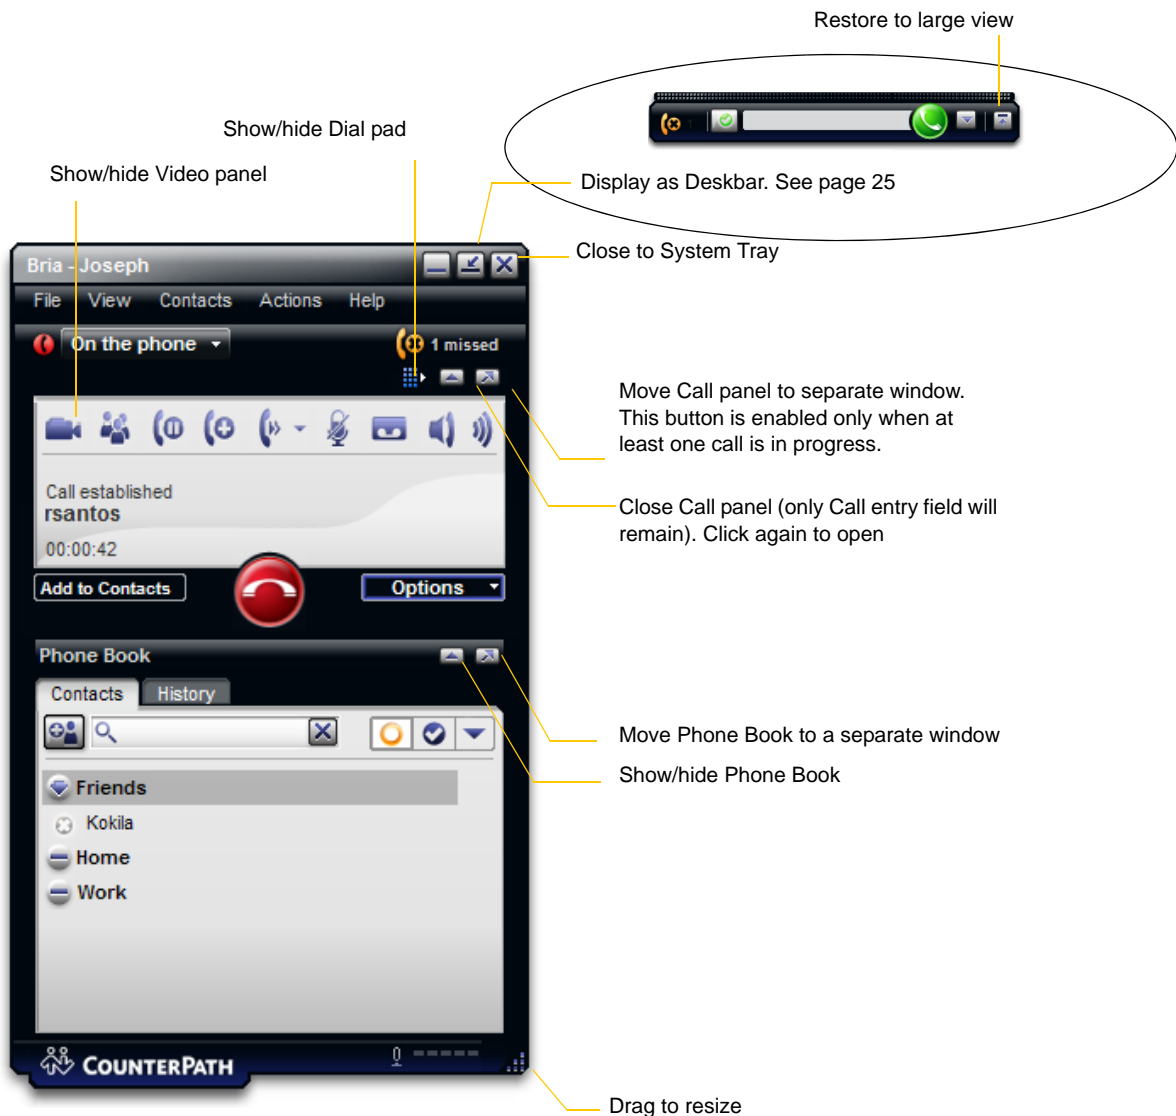 Restore to large view
Show/hide Dial pad
Show/hide Video panel
Display as Deskbar. See page 25
Close to System Tray
Bria - Joseph
File View Contacts Actions Help
On the phone
1 missed
Move Call panel to separate window.
This button is enabled only when at
least one call is in progress.
Call established
rsantos
00:00:42
Close Call panel (only Call entry field will
remain). Click again to open
Add to Contacts
Options
Phone Book
Contacts History
Move Phone Book to a separate window
Show/hide Phone Book
Friends
Kokila
Home
Work
COUNTERPATH
Drag to resize